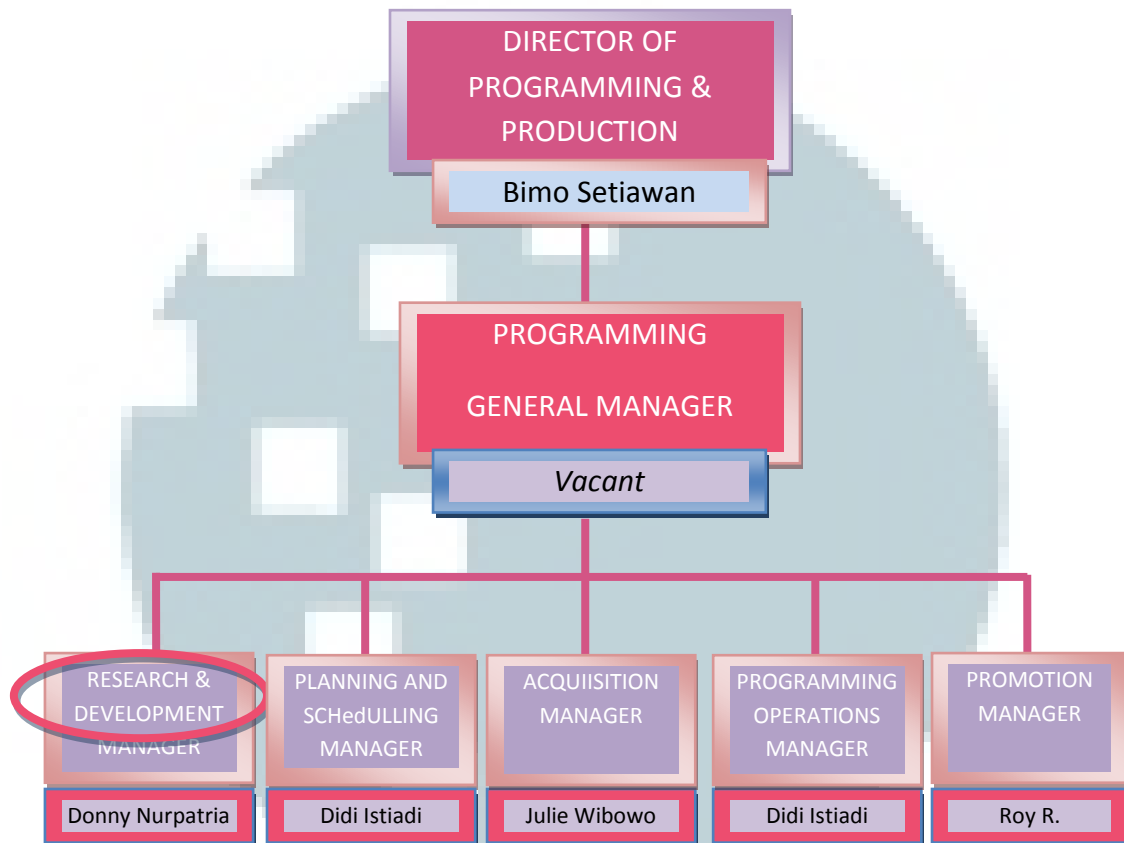 DIRECTOR OF
PROGRAMMING &
PRODUCTION
Bimo Setiawan
PROGRAMMING
GENERAL MANAGER
Vacant
RESEARCH &
DEVELOPMENT
MANAGER
Donny Nurpatria
PLANNING AND
SCHedULLING
MANAGER
Didi Istiadi
ACQUIISITION
MANAGER
Julie Wibowo
PROGRAMMING
OPERATIONS
MANAGER
Didi Istiadi
PROMOTION
MANAGER
Roy R.